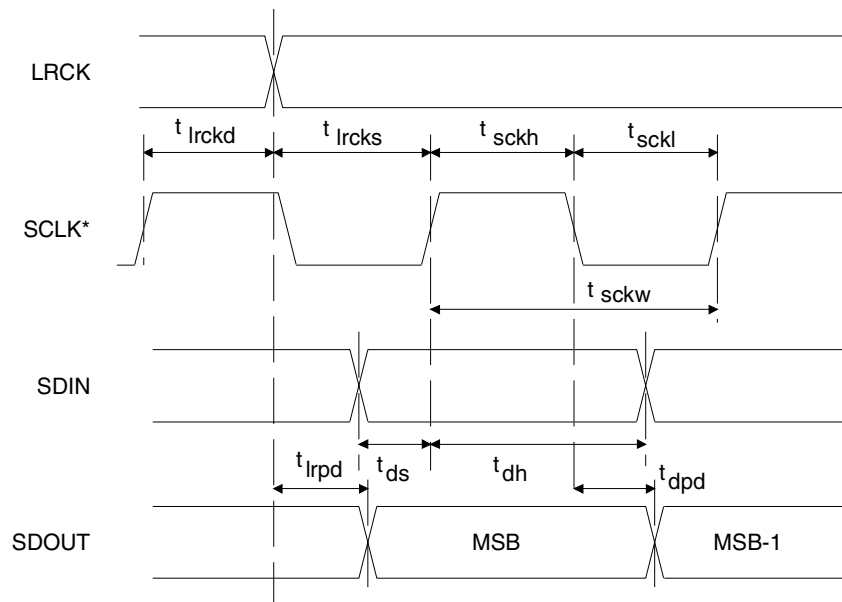 LRCK
t lrckd t lrcks t sckh t sckl
SCLK*
t sckw
SDIN
t lrpd t ds t dh t dpd
SDOUT MSB MSB-1